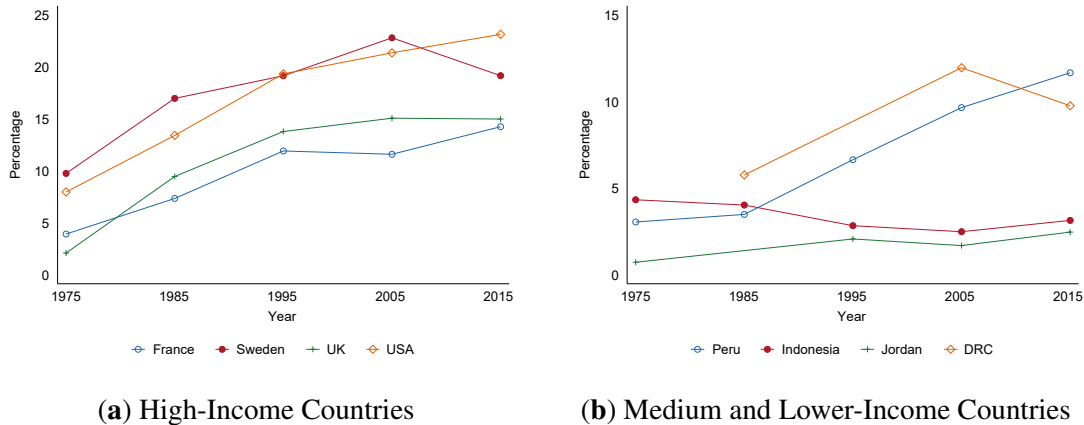 25
20
15
10
5
0
Percentage
1975 1985 1995 2005 2015
Year
France Sweden UK USA
(a) High-Income Countries
15
10
5
0
Percentage
1975 1985 1995 2005 2015
Year
Peru Indonesia Jordan DRC
(b) Medium and Lower-Income Countries